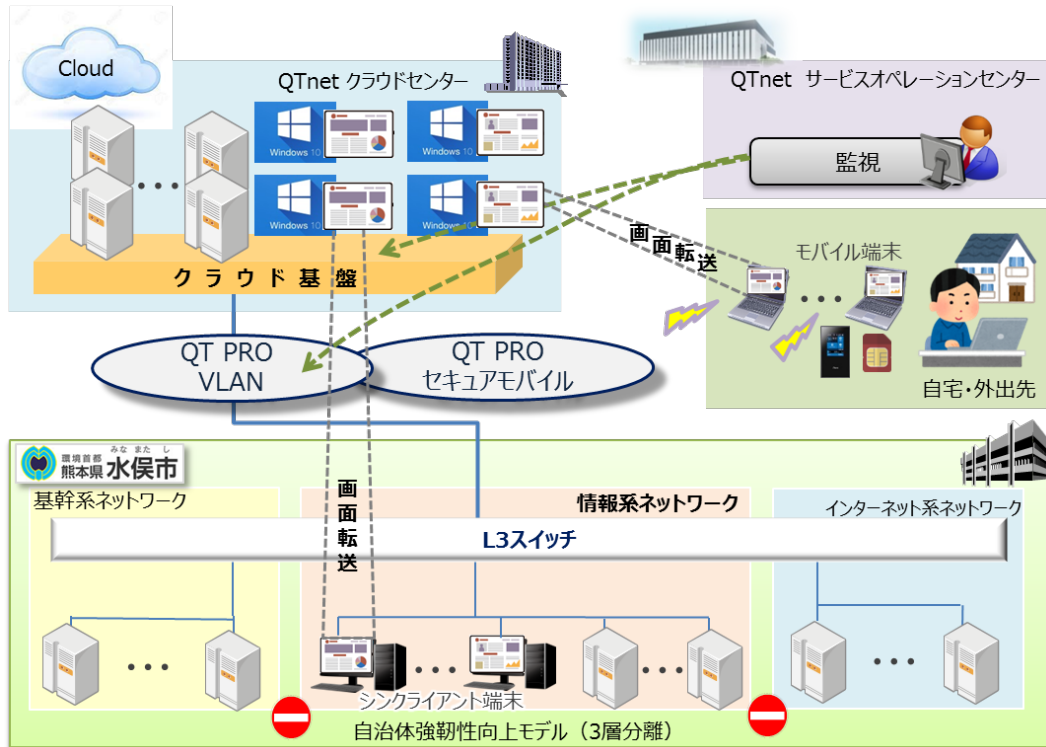 Cloud
QTnet クラウドセンター
Windows 10
Windows 10
Windows 10
Windows 10
クラウド基盤
QTnet サービスオペレーションセンター
監視
画面転送
モバイル端末
自宅・外出先
QT PRO
VLAN
QT PRO
セキュアモバイル
環境首都
熊本県
みなまたし
水俣市
基幹系ネットワーク
画面転送
情報系ネットワーク
インターネット系ネットワーク
L3スイッチ
シンクライアント端末
自治体強靭性向上モデル（3層分離）